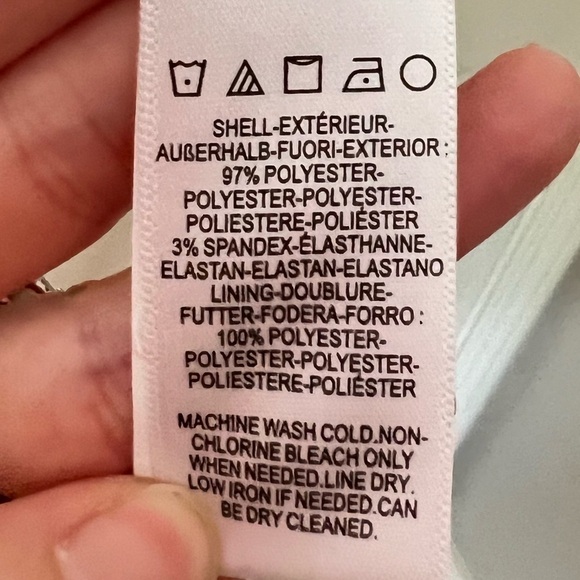 SHELL-EXTÉRIEUR-
AUßERHALB-FUORI-EXTERIOR :
97% POLYESTER-
POLYESTER-POLYESTER-
POLIESTERE-POLIÉSTER
3% SPANDEX-ÉLASTHANNE-
ELASTAN-ELASTAN-ELASTANO
LINING-DOUBLURE-
FUTTER-FODERA-FORRO :
100% POLYESTER-
POLYESTER-POLYESTER-
POLIESTERE-POLIÉSTER
MACHINE WASH COLD.NON-
CHLORINE BLEACH ONLY
WHEN NEEDED.LINE DRY.
LOW IRON IF NEEDED.CAN
BE DRY CLEANED.